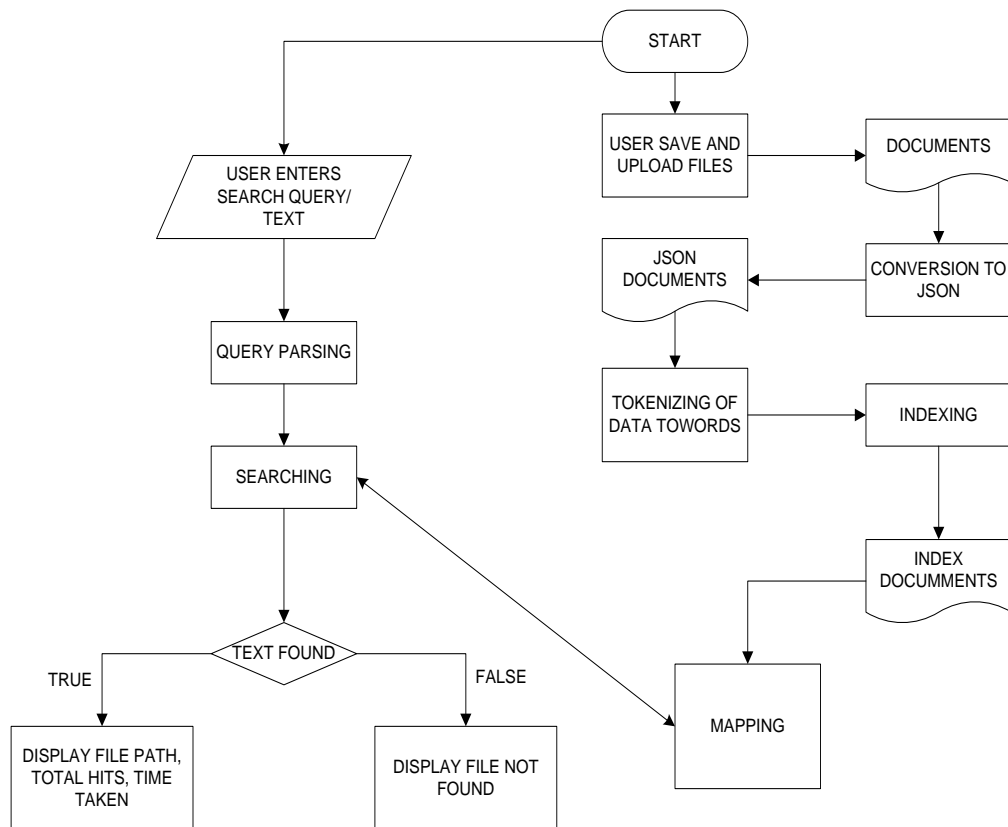 START
USER SAVE AND
UPLOAD FILES
DOCUMENTS
USER ENTERS
SEARCH QUERY/
TEXT
JSON
DOCUMENTS
CONVERSION TO
JSON
QUERY PARSING
TOKENIZING OF
DATA TOWORDS
INDEXING
SEARCHING
INDEX
DOCUMMENTS
TEXT FOUND
TRUE
FALSE
MAPPING
DISPLAY FILE PATH,
TOTAL HITS, TIME
TAKEN
DISPLAY FILE NOT
FOUND